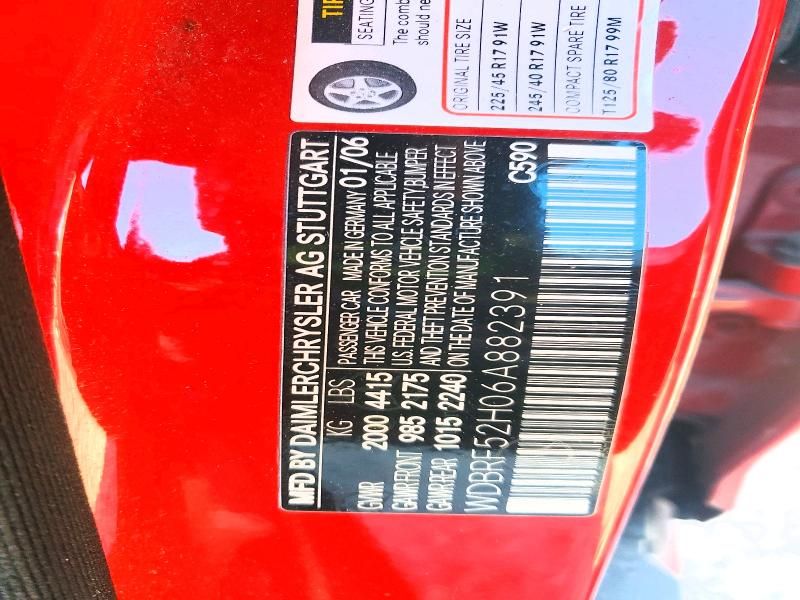 MFD BY DAIMLERCHRYSLER AG STUTTGART
KG LBS
GVWR 2000 4415
GAWR FRONT 985 2175
GAWR REAR 1015 2240
PASSENGER CAR MADE IN GERMANY 01/06
THIS VEHICLE CONFORMS TO ALL APPLICABLE
U.S. FEDERAL MOTOR VEHICLE SAFETY, BUMPER
AND THEFT PREVENTION STANDARDS IN EFFECT
ON THE DATE OF MANUFACTURE SHOWN ABOVE
WDBRF52H06A882391 C590
SEATING
The comb
should ne
ORIGINAL TIRE SIZE
225/45 R17 91W
245/40 R17 91W
COMPACT SPARE TIRE
T125/80 R17 99M